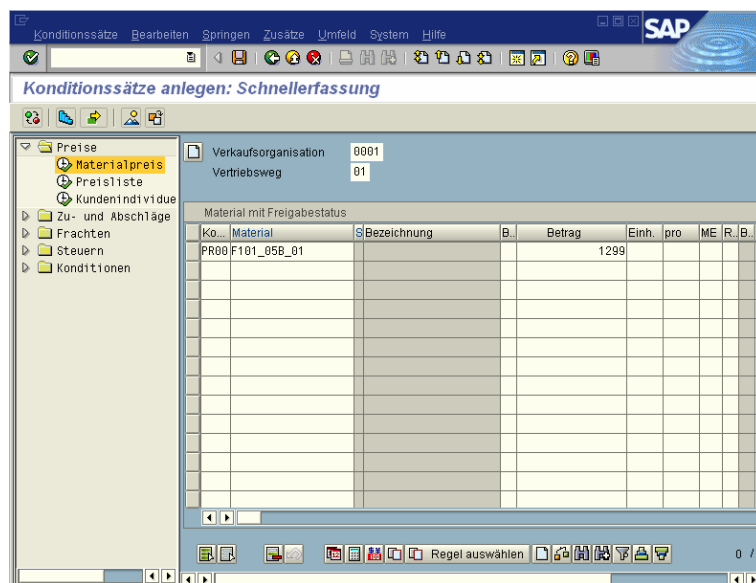 Konditionssätze Bearbeiten Springen Zusätze Umfeld System Hilfe
SAP
Konditionssätze anlegen: Schnellerfassung
Preise
Materialpreis
Preisliste
Kundenindividue
Zu- und Abschläge
Frachten
Steuern
Konditionen
Verkaufsorganisation 0001
Vertriebsweg 01
Material mit Freigabestatus
Ko... Material S Bezeichnung B.. Betrag Einh. pro ME R.. B..
PR00 F101_05B_01 1299
Regel auswählen 0 /